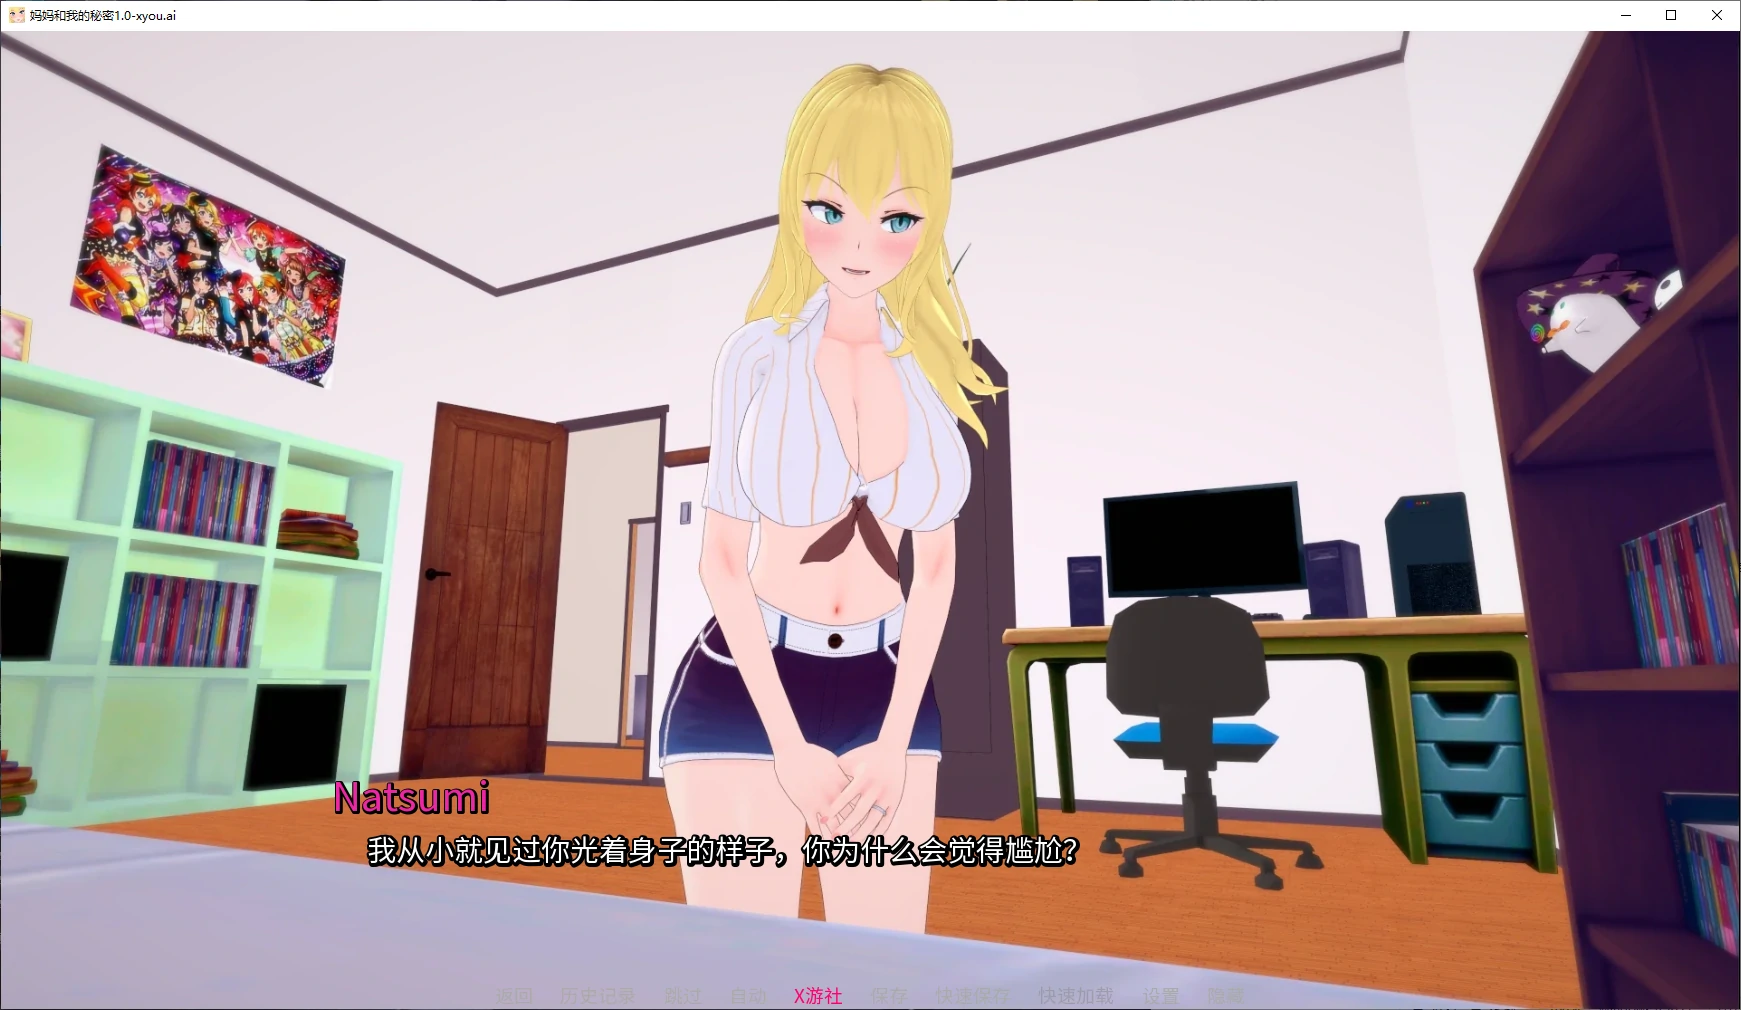 妈妈和我的秘密1.0-xyou.ai
Natsumi
我从小就见过你光着身子的样子，你为什么会觉得尴尬？
返回 历史记录 跳过 自动 X游社 保存 快速保存 快速加载 设置 隐藏